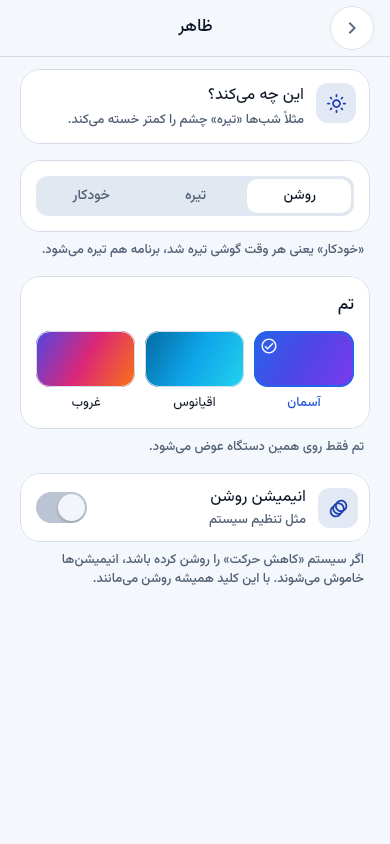 ظاهر
این چه می‌کند؟
مثلاً شب‌ها «تیره» چشم را کمتر خسته می‌کند.
روشن
تیره
خودکار
«خودکار» یعنی هر وقت گوشی تیره شد، برنامه هم تیره می‌شود.
تم
آسمان
اقیانوس
غروب
تم فقط روی همین دستگاه عوض می‌شود.
انیمیشن روشن
مثل تنظیم سیستم
اگر سیستم «کاهش حرکت» را روشن کرده باشد، انیمیشن‌ها
خاموش می‌شوند. با این کلید همیشه روشن می‌مانند.